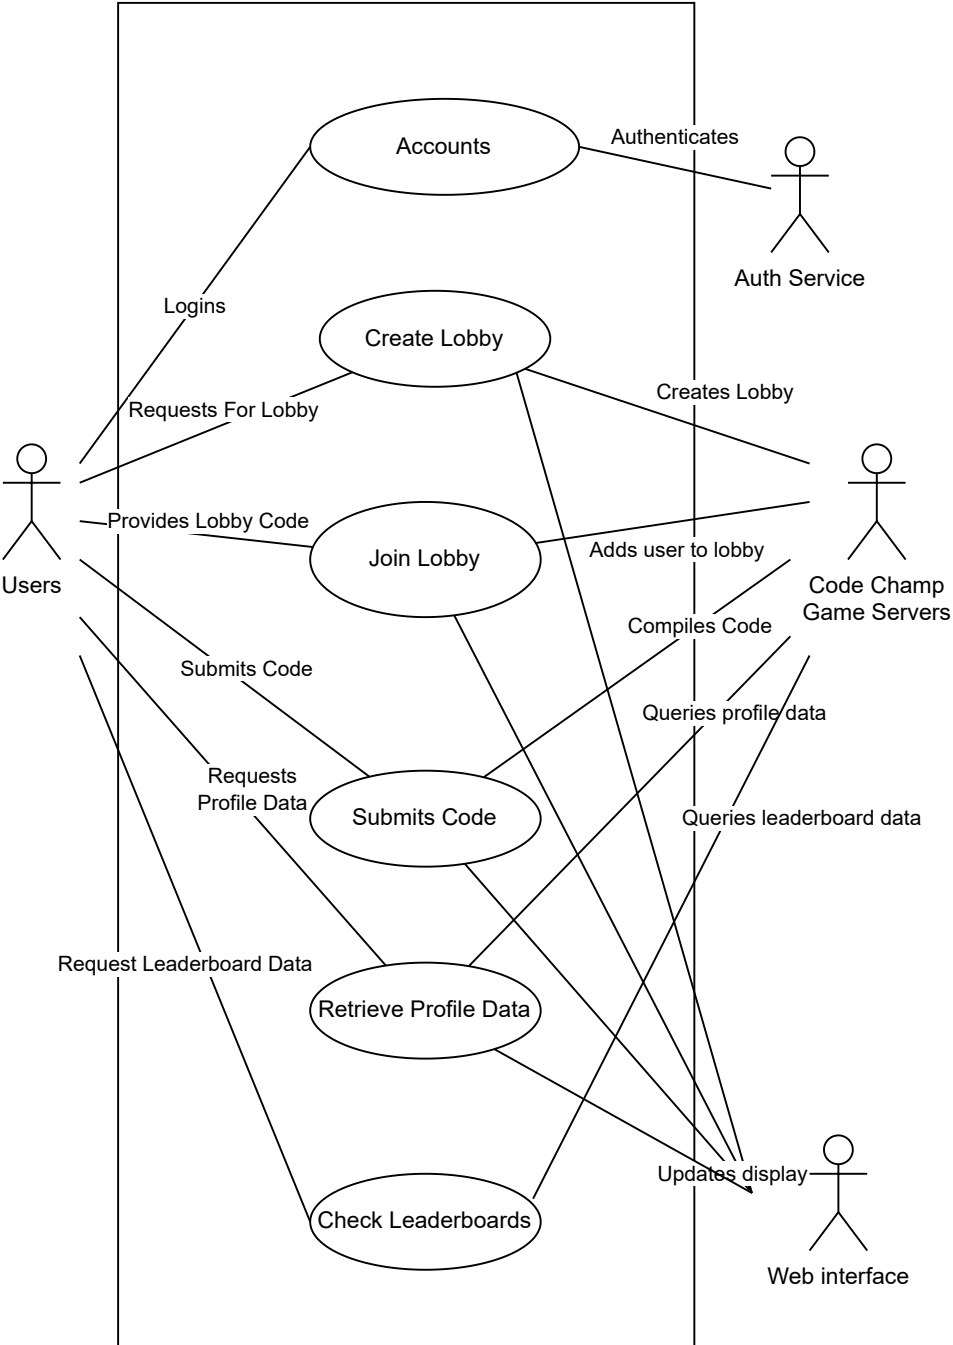 Accounts
Authenticates
Auth Service
Logins
Create Lobby
Creates Lobby
Requests For Lobby
Provides Lobby Code
Join Lobby
Adds user to lobby
Users
Code Champ
Game Servers
Compiles Code
Submits Code
Queries profile data
Requests
Profile Data
Submits Code
Queries leaderboard data
Request Leaderboard Data
Retrieve Profile Data
Updates display
Check Leaderboards
Web interface